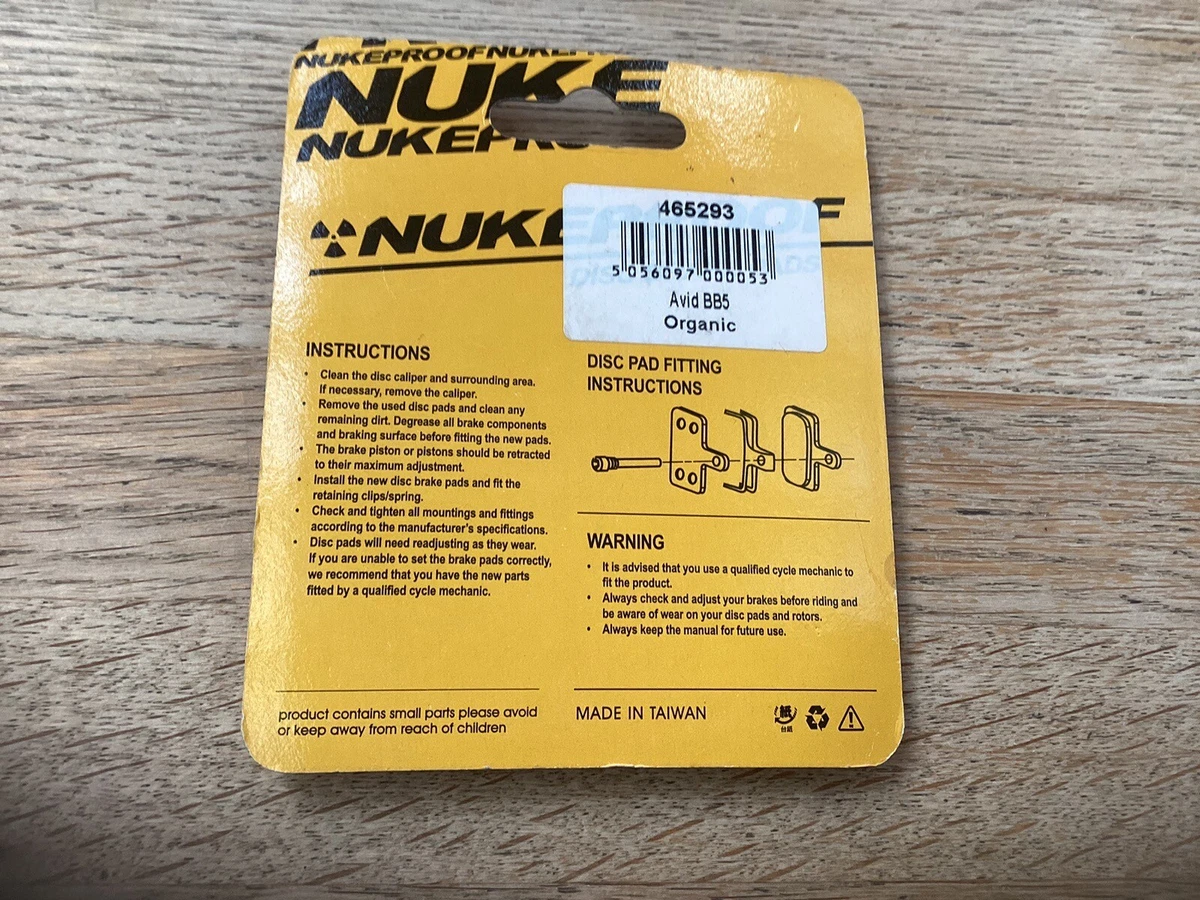 NUKEPROOFNUKEPR
NUKE
NUKEPRO
465293
NUKEPROOF
5 056097 000053
DISC PADS
Avid BB5
Organic
INSTRUCTIONS
• Clean the disc caliper and surrounding area.
If necessary, remove the caliper.
• Remove the used disc pads and clean any
remaining dirt. Degrease all brake components
and braking surface before fitting the new pads.
• The brake piston or pistons should be retracted
to their maximum adjustment.
• Install the new disc brake pads and fit the
retaining clips/spring.
• Check and tighten all mountings and fittings
according to the manufacturer's specifications.
• Disc pads will need readjusting as they wear.
If you are unable to set the brake pads correctly,
we recommend that you have the new parts
fitted by a qualified cycle mechanic.
DISC PAD FITTING
INSTRUCTIONS
WARNING
• It is advised that you use a qualified cycle mechanic to
fit the product.
• Always check and adjust your brakes before riding and
be aware of wear on your disc pads and rotors.
• Always keep the manual for future use.
product contains small parts please avoid
or keep away from reach of children
MADE IN TAIWAN
紙
台紙